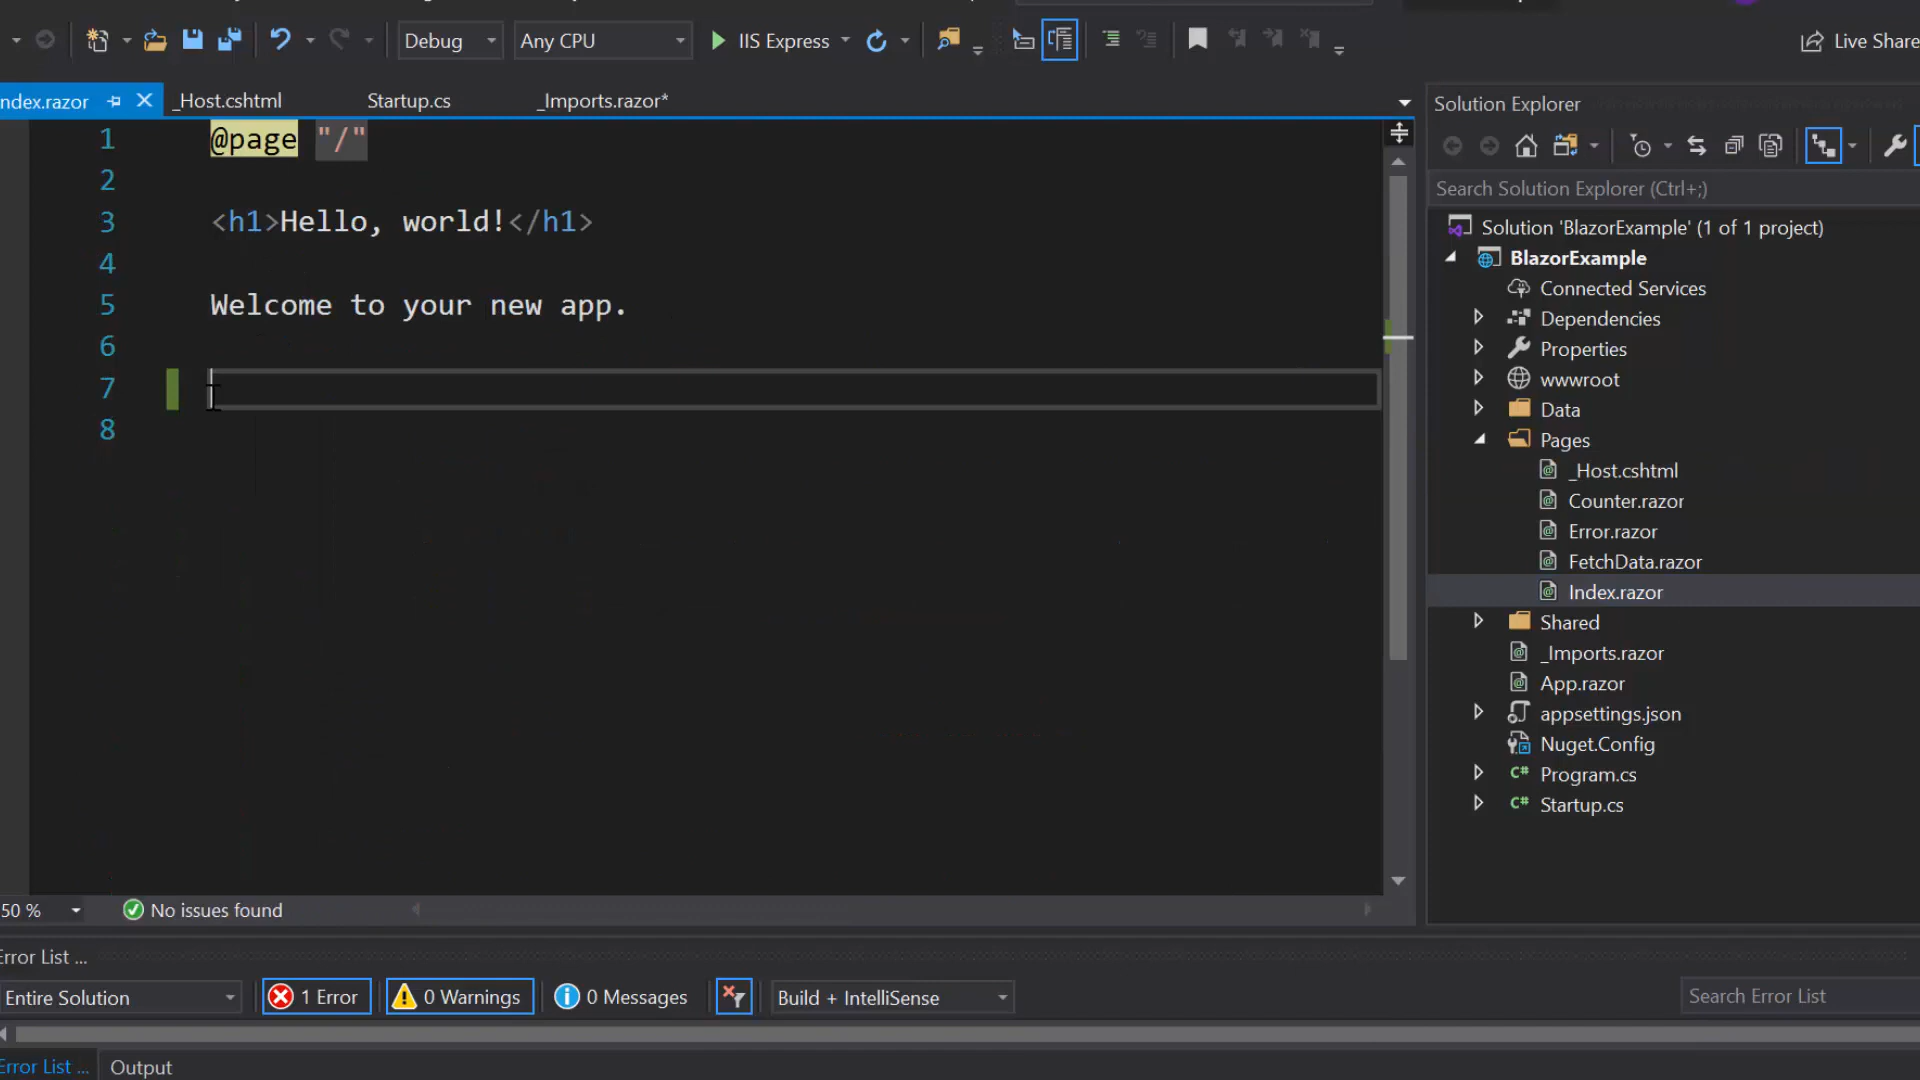 Debug Any CPU IIS Express Live Share
ndex.razor _Host.cshtml Startup.cs _Imports.razor*
1 @page "/"
2
3 <h1>Hello, world!</h1>
4
5 Welcome to your new app.
6
7
8
50 % No issues found
Solution Explorer
Search Solution Explorer (Ctrl+;)
Solution 'BlazorExample' (1 of 1 project)
BlazorExample
Connected Services
Dependencies
Properties
wwwroot
Data
Pages
_Host.cshtml
Counter.razor
Error.razor
FetchData.razor
Index.razor
Shared
_Imports.razor
App.razor
appsettings.json
Nuget.Config
C# Program.cs
C# Startup.cs
Error List ...
Entire Solution 1 Error 0 Warnings 0 Messages Build + IntelliSense Search Error List
Error List ... Output